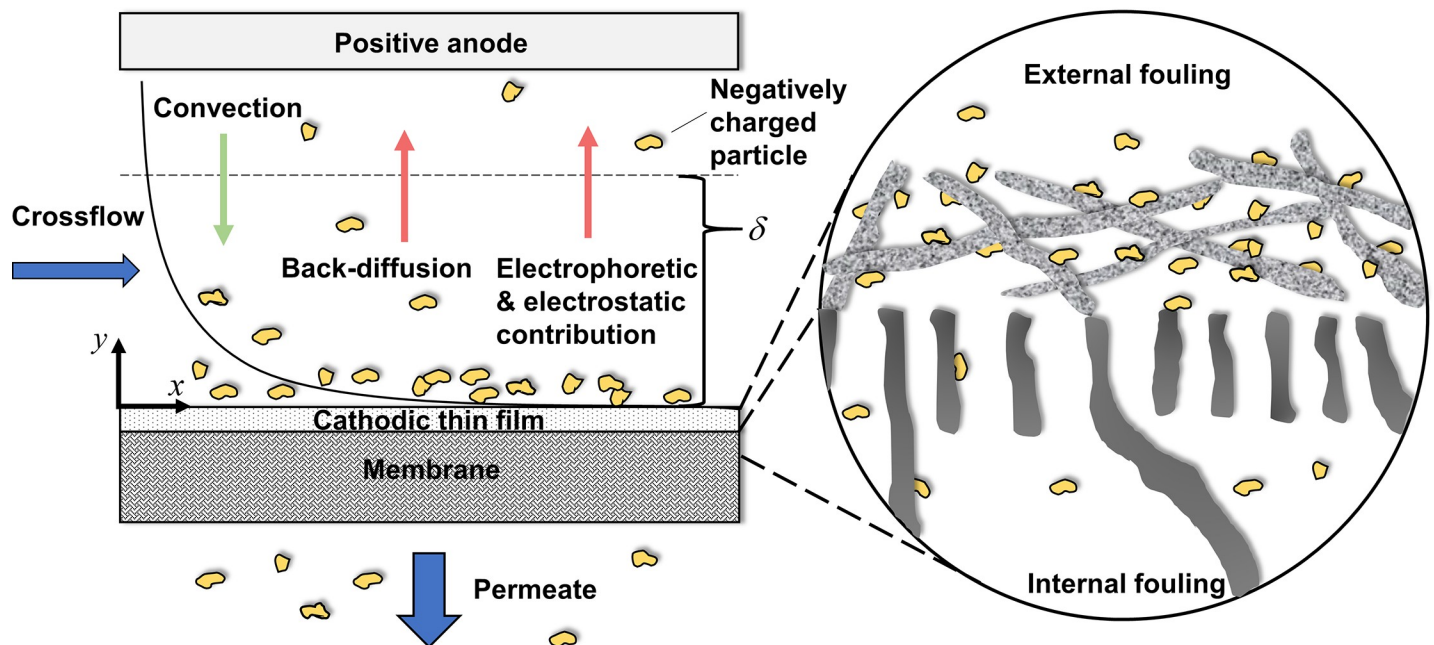 Positive anode
Convection
Negatively
charged
particle
Crossflow
δ
Back-diffusion
Electrophoretic
& electrostatic
contribution
y
x
Cathodic thin film
Membrane
Permeate
External fouling
Internal fouling